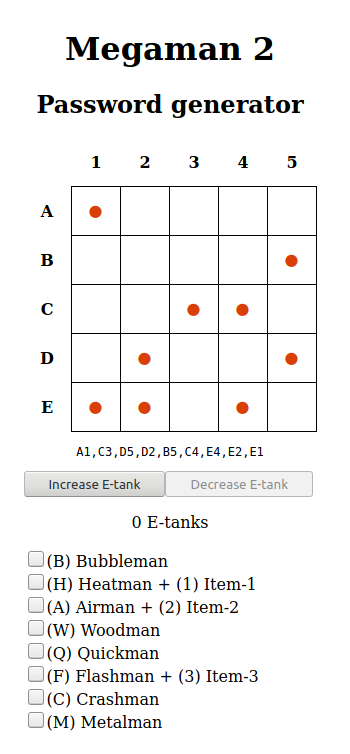 Megaman 2
Password generator
1 2 3 4 5
A
B
C
D
E
A1,C3,D5,D2,B5,C4,E4,E2,E1
Increase E-tank Decrease E-tank
0 E-tanks
(B) Bubbleman
(H) Heatman + (1) Item-1
(A) Airman + (2) Item-2
(W) Woodman
(Q) Quickman
(F) Flashman + (3) Item-3
(C) Crashman
(M) Metalman